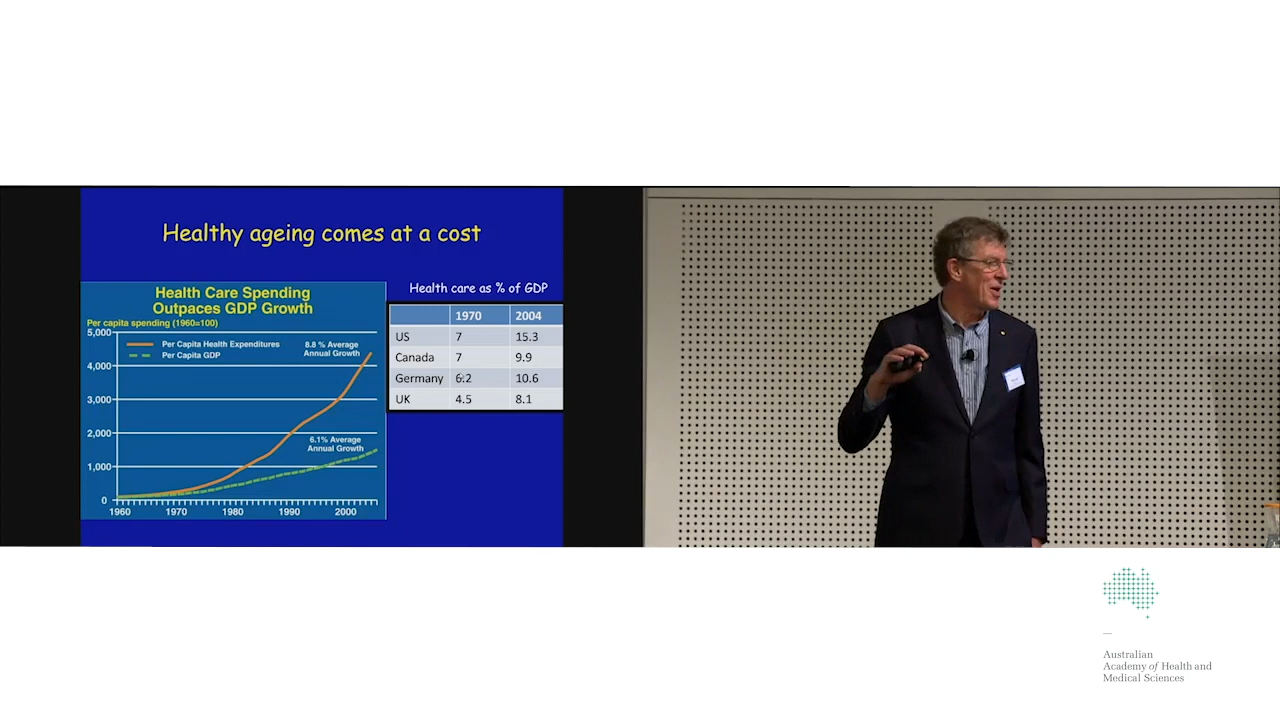 Healthy ageing comes at a cost
Health Care Spending
Outpaces GDP Growth
Per capita spending (1960=100)
5,000
4,000
3,000
2,000
1,000
0
Per Capita Health Expenditures
Per Capita GDP
8.8 % Average
Annual Growth
6.1% Average
Annual Growth
1960 1970 1980 1990 2000
Health care as % of GDP
1970 2004
US 7 15.3
Canada 7 9.9
Germany 6.2 10.6
UK 4.5 8.1
Australian
Academy of Health and
Medical Sciences